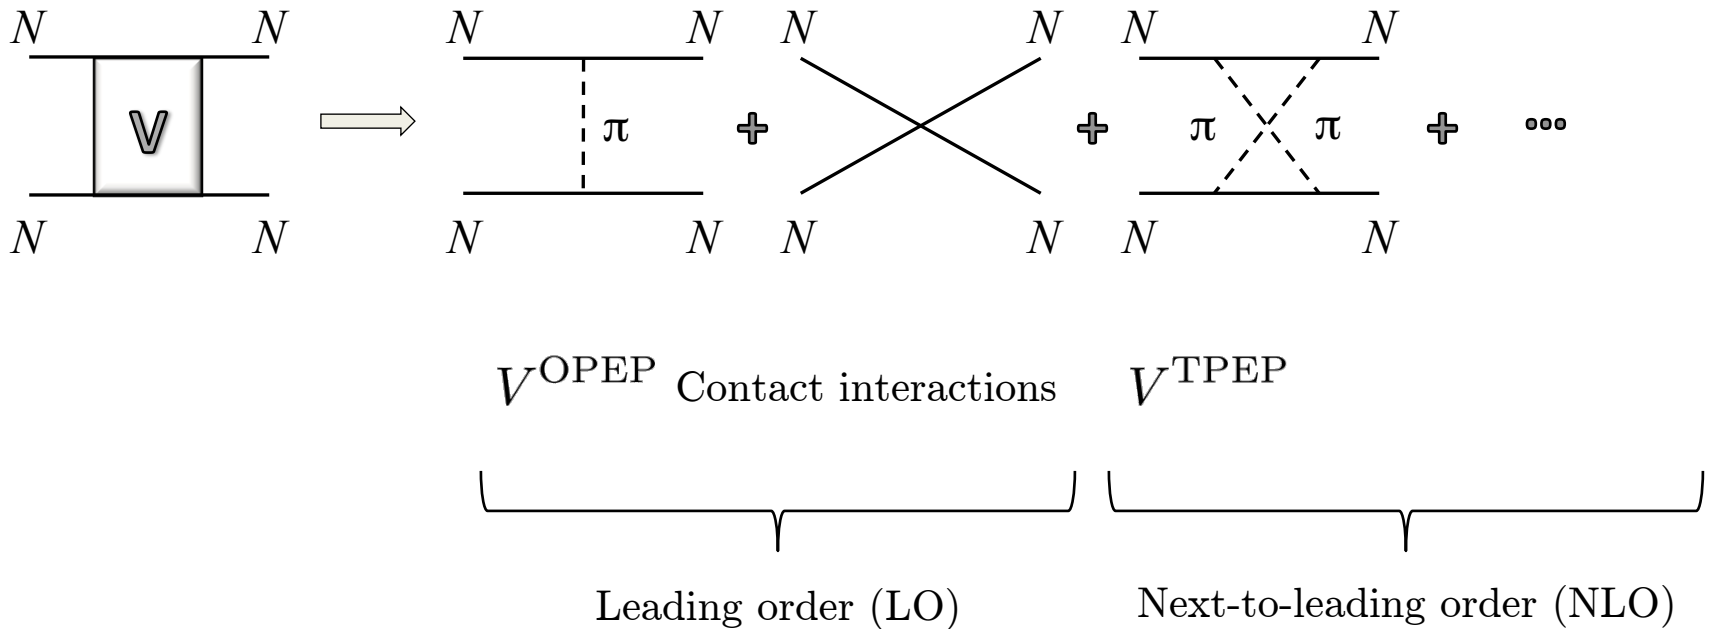 N N N N N N N N
V π + + π π + ...
N N N N N N N N
V^OPEP Contact interactions V^TPEP
Leading order (LO) Next-to-leading order (NLO)